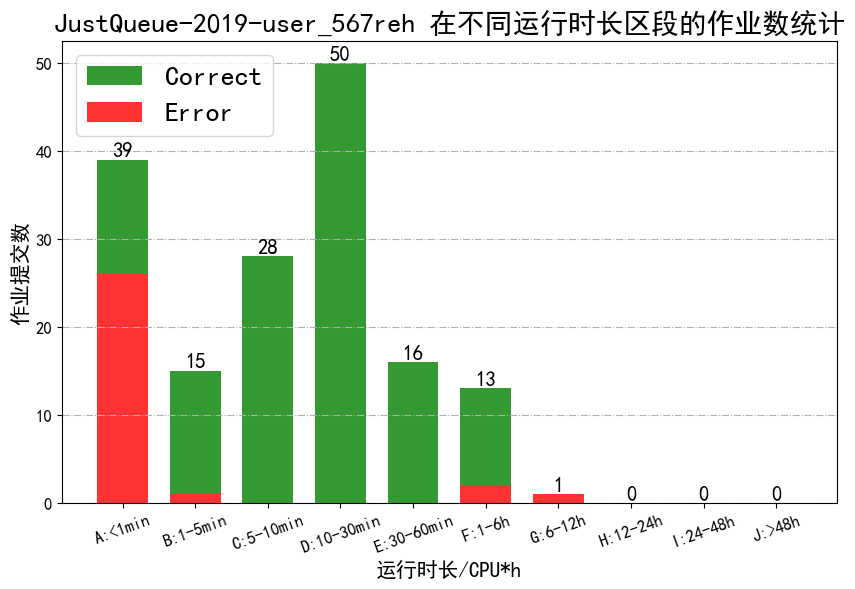 JustQueue-2019-user_567reh 在不同运行时长区段的作业数统计
Correct
Error
作业提交数
50
40
30
20
10
0
39
15
28
50
16
13
1
0
0
0
A:<1min
B:1-5min
C:5-10min
D:10-30min
E:30-60min
F:1-6h
G:6-12h
H:12-24h
I:24-48h
J:>48h
运行时长/CPU*h